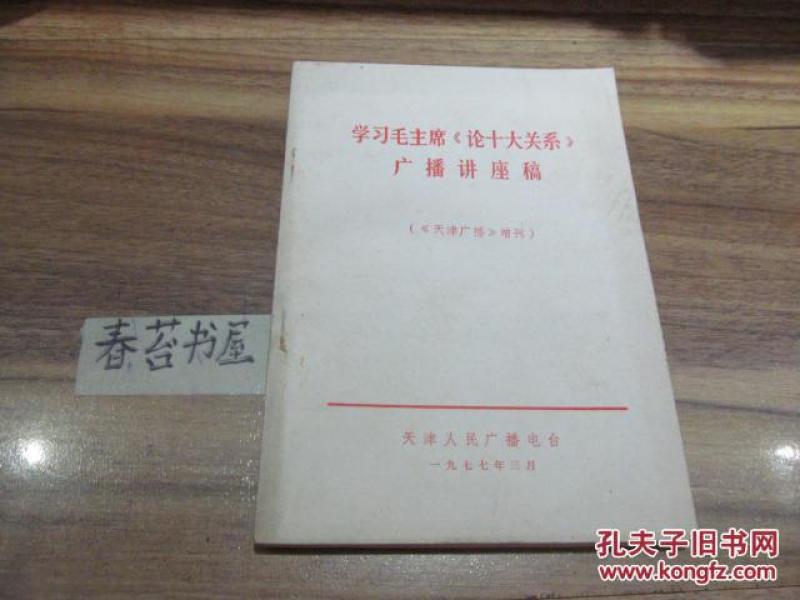 学习毛主席《论十大关系》
广播讲座稿
(《天津广播》增刊)
天津人民广播电台
一九七七年三月
春苔书屋
孔夫子旧书网
www.kongfz.com